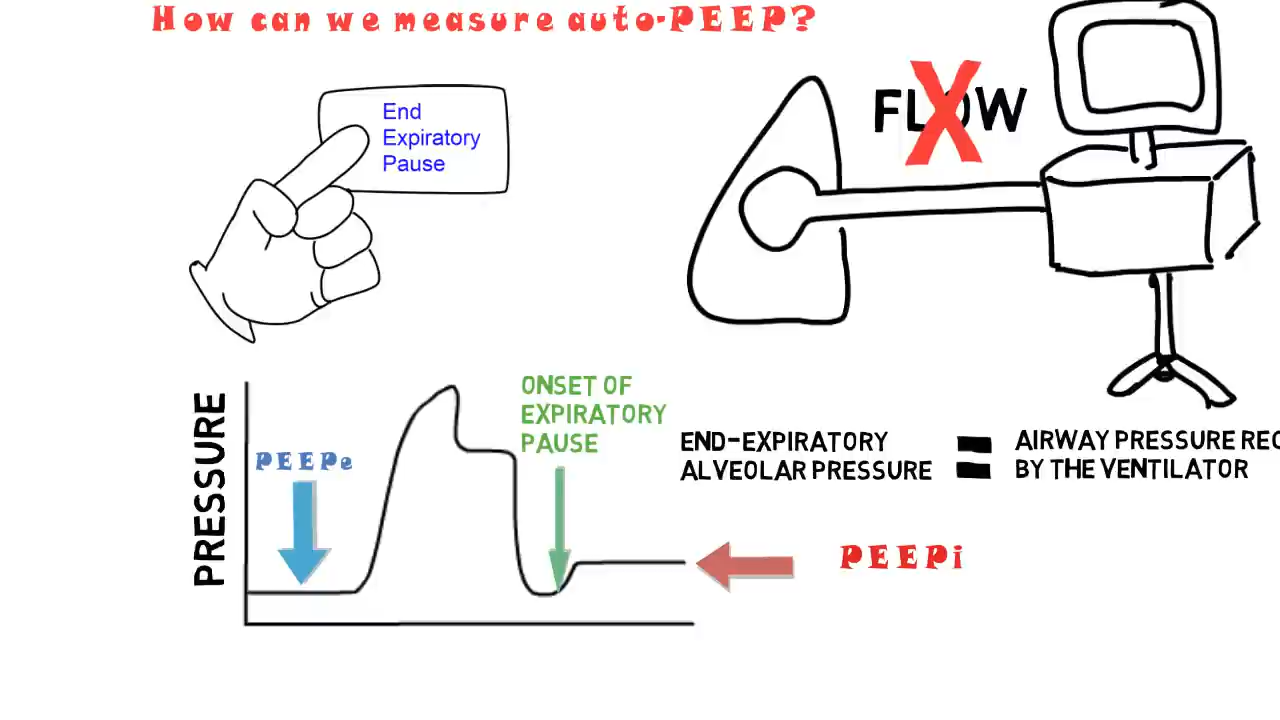 How can we measure auto-PEEP?
End
Expiratory
Pause
FLOW
PRESSURE
PEEPe
ONSET OF
EXPIRATORY
PAUSE
END-EXPIRATORY
ALVEOLAR PRESSURE
=
AIRWAY PRESSURE
BY THE VENTILATOR
PEEPi